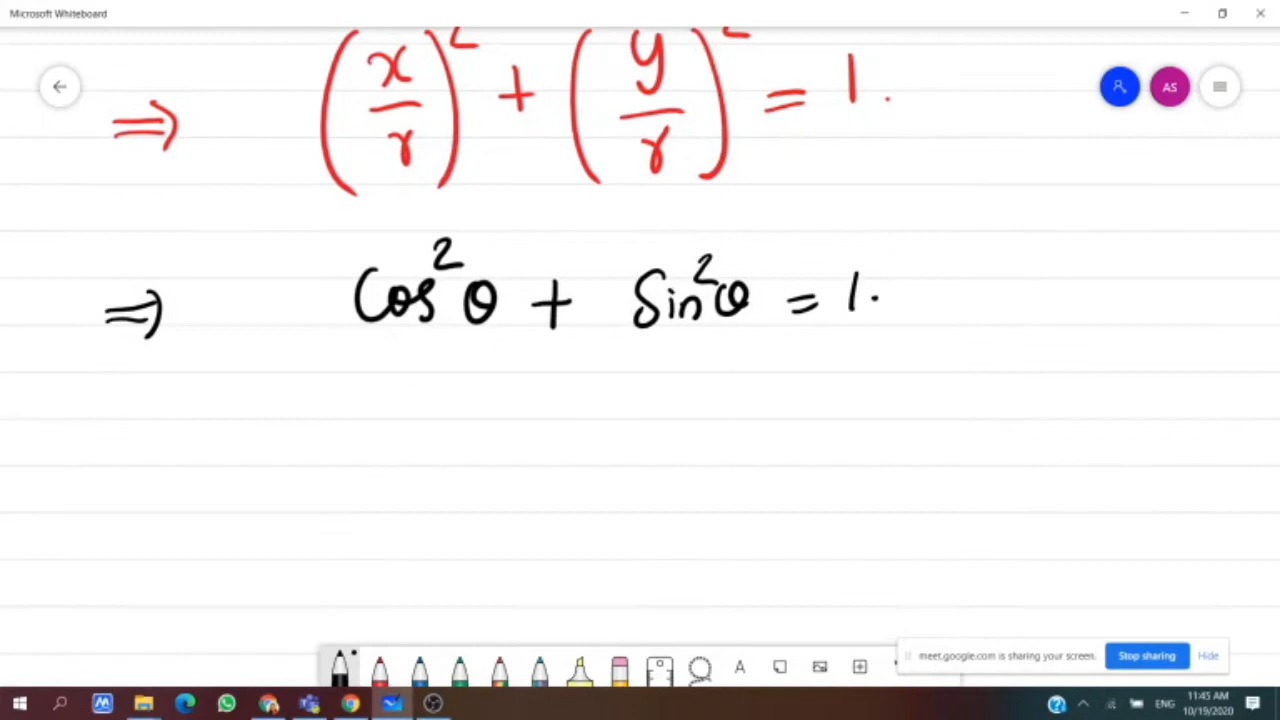 Microsoft Whiteboard
⇒ (x/r)² + (y/r)² = 1.
AS
⇒ Cos²θ + Sin²θ = 1.
A
meet.google.com is sharing your screen. Stop sharing Hide
ENG
11:45 AM
10/19/2020